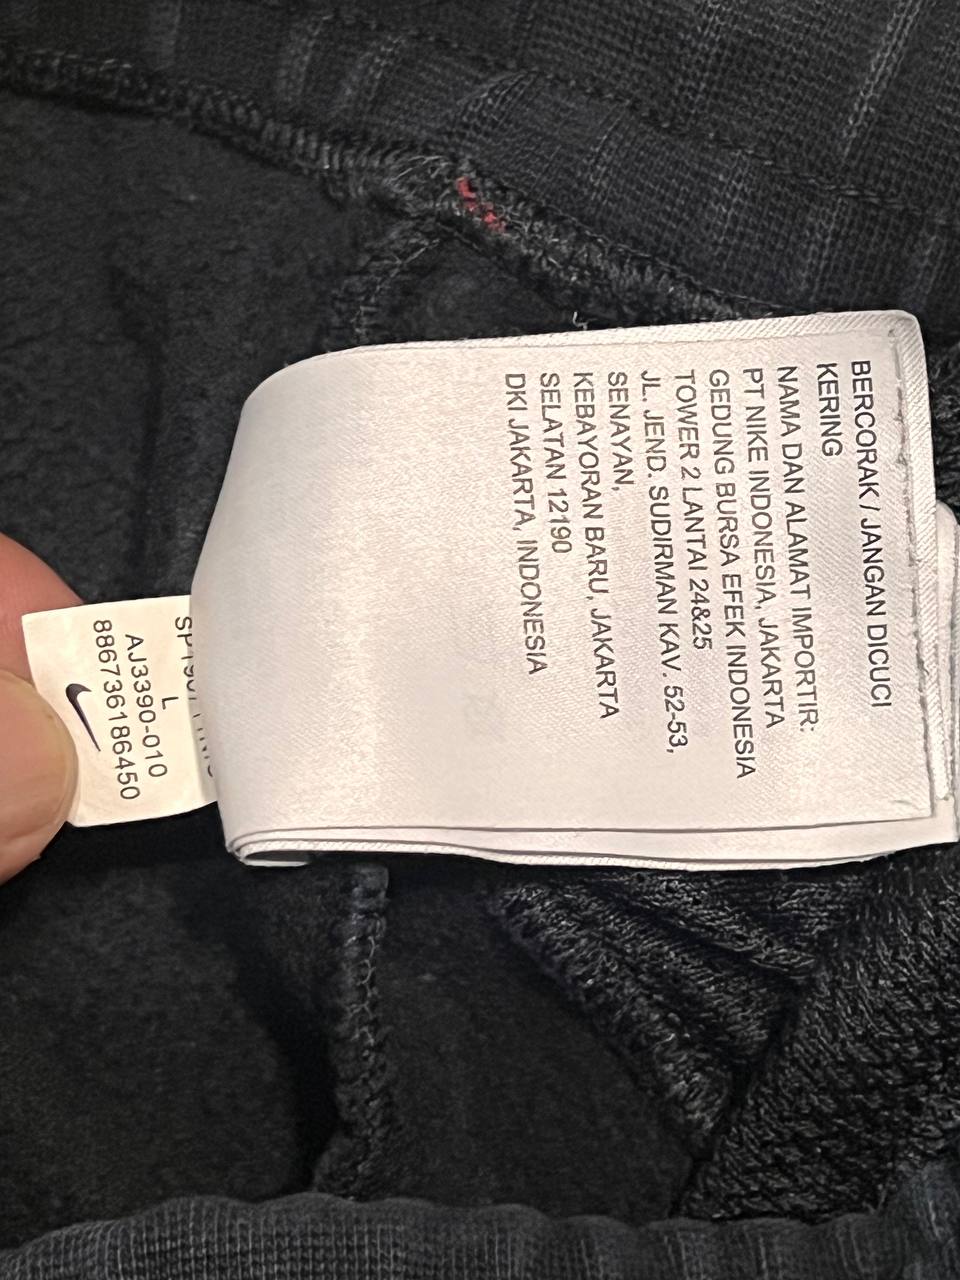 BERCORAK / JANGAN DICUCI
KERING
NAMA DAN ALAMAT IMPORTIR:
PT NIKE INDONESIA, JAKARTA
GEDUNG BURSA EFEK INDONESIA
TOWER 2 LANTAI 24&25
JL. JEND. SUDIRMAN KAV. 52-53,
SENAYAN,
KEBAYORAN BARU, JAKARTA
SELATAN 12190
DKI JAKARTA, INDONESIA
L
AJ3390-010
886736186450